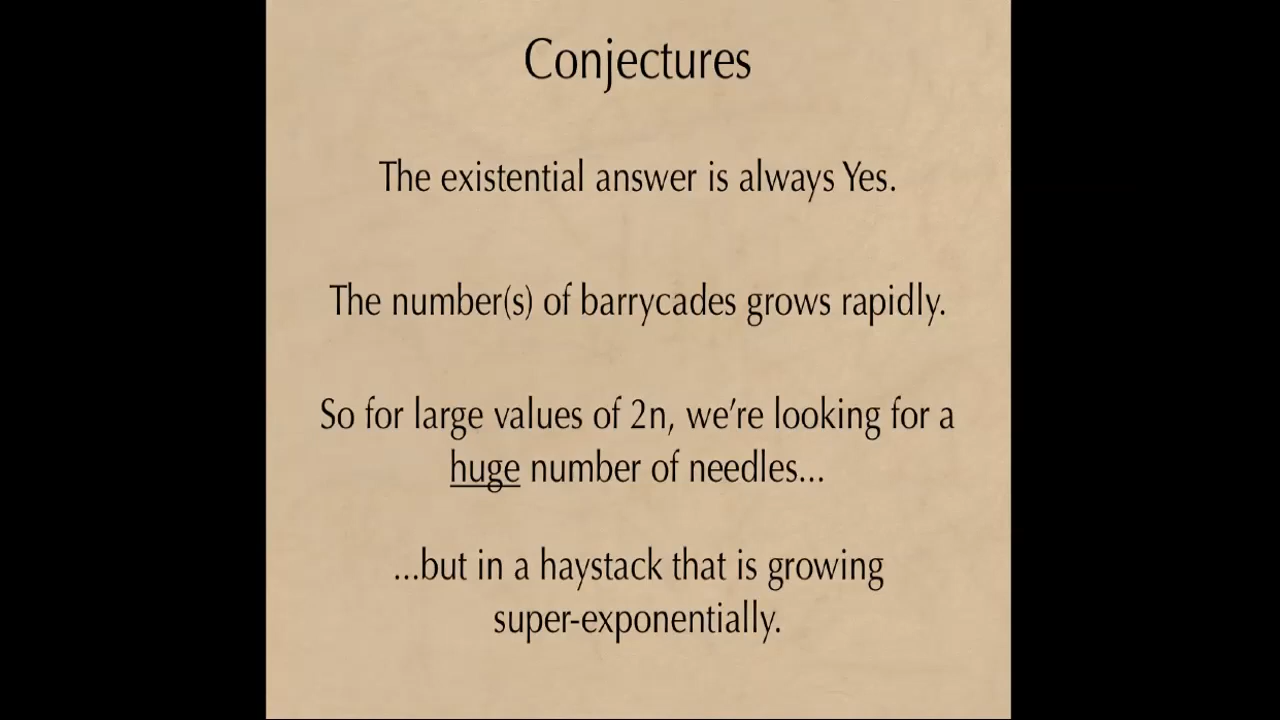 Conjectures
The existential answer is always Yes.
The number(s) of barrycades grows rapidly.
So for large values of 2n, we’re looking for a
huge number of needles...
...but in a haystack that is growing
super-exponentially.